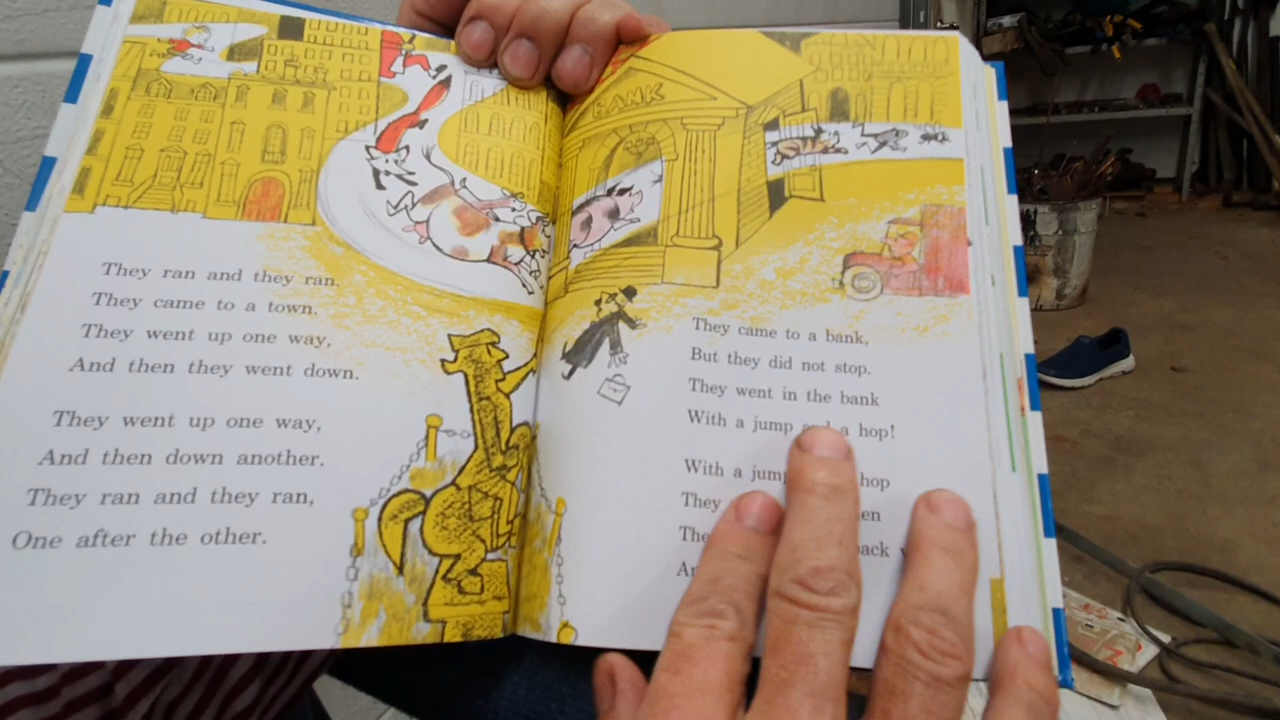 They ran and they ran.
They came to a town.
They went up one way,
And then they went down.
They went up one way,
And then down another.
They ran and they ran,
One after the other.
BANK
They came to a bank,
But they did not stop.
They went in the bank
With a jump and a hop!
With a jump hop
They